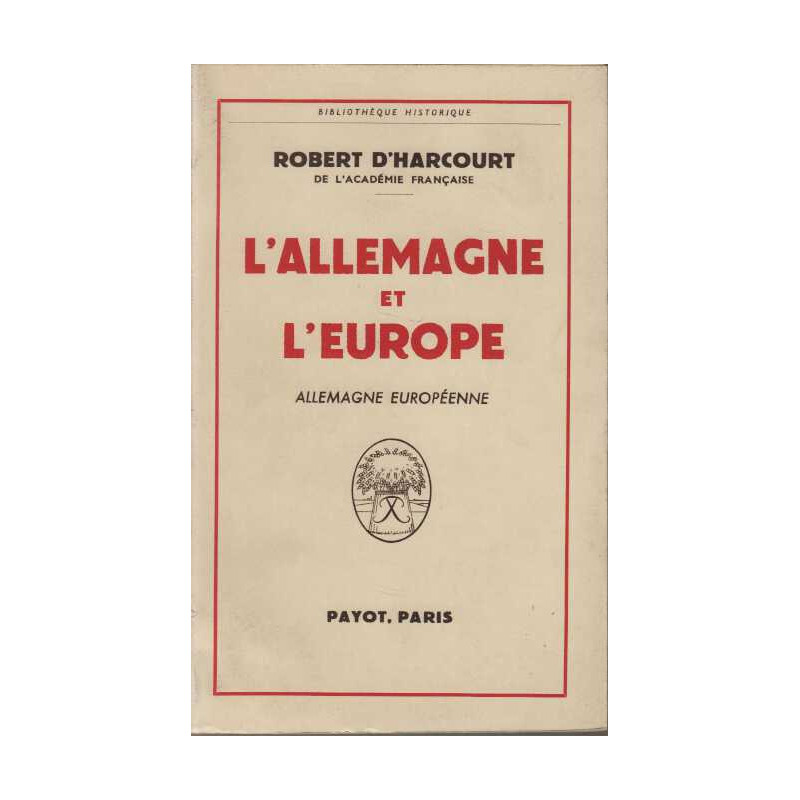 BIBLIOTHÈQUE HISTORIQUE
ROBERT D'HARCOURT
DE L'ACADÉMIE FRANÇAISE
L'ALLEMAGNE
ET
L'EUROPE
ALLEMAGNE EUROPÉENNE
PAYOT, PARIS